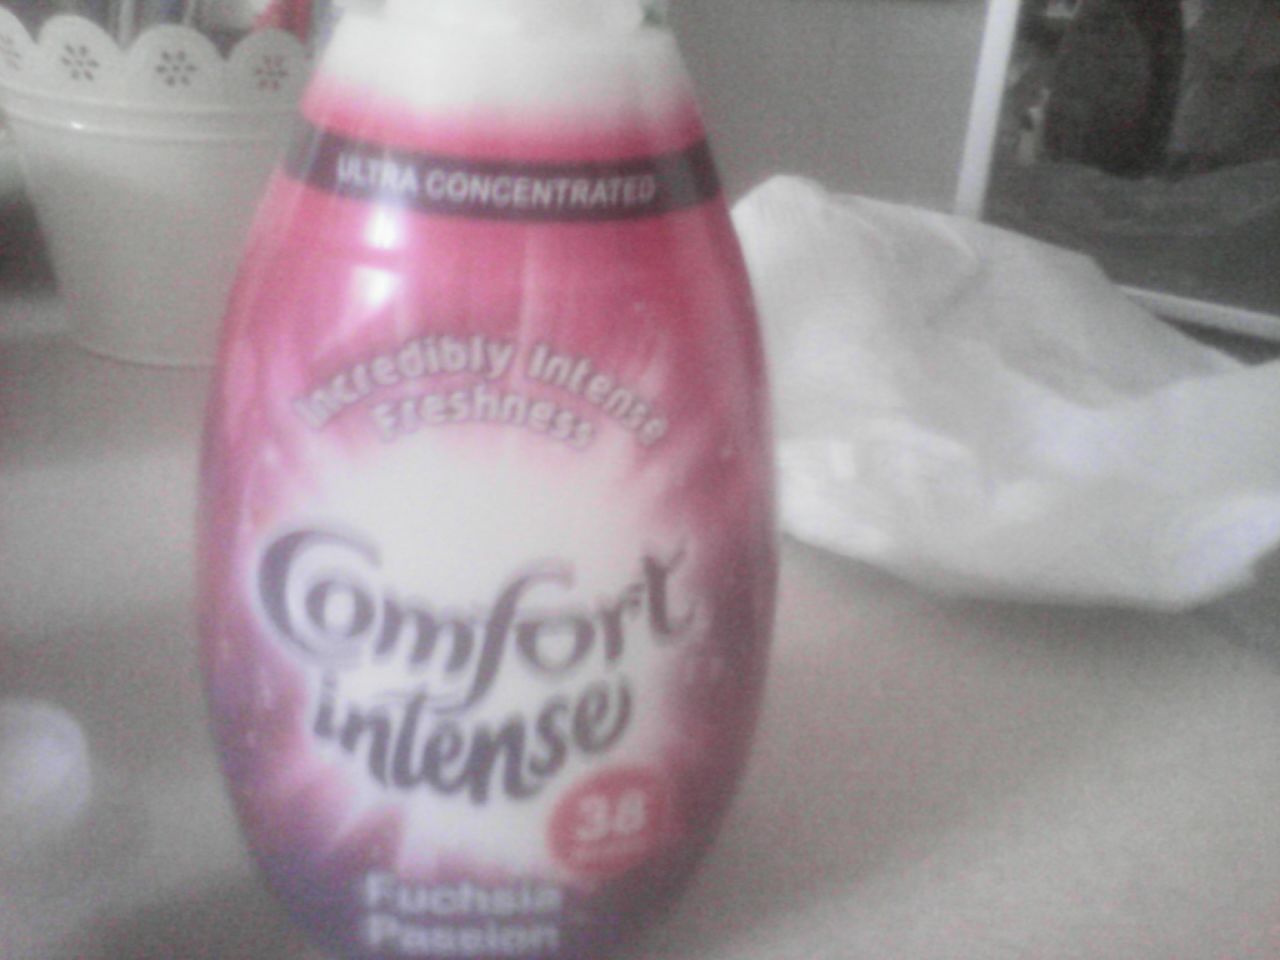 ULTRA CONCENTRATED
Incredibly Intense
Freshness
Comfort
intense
38
Fuchsia
Passion